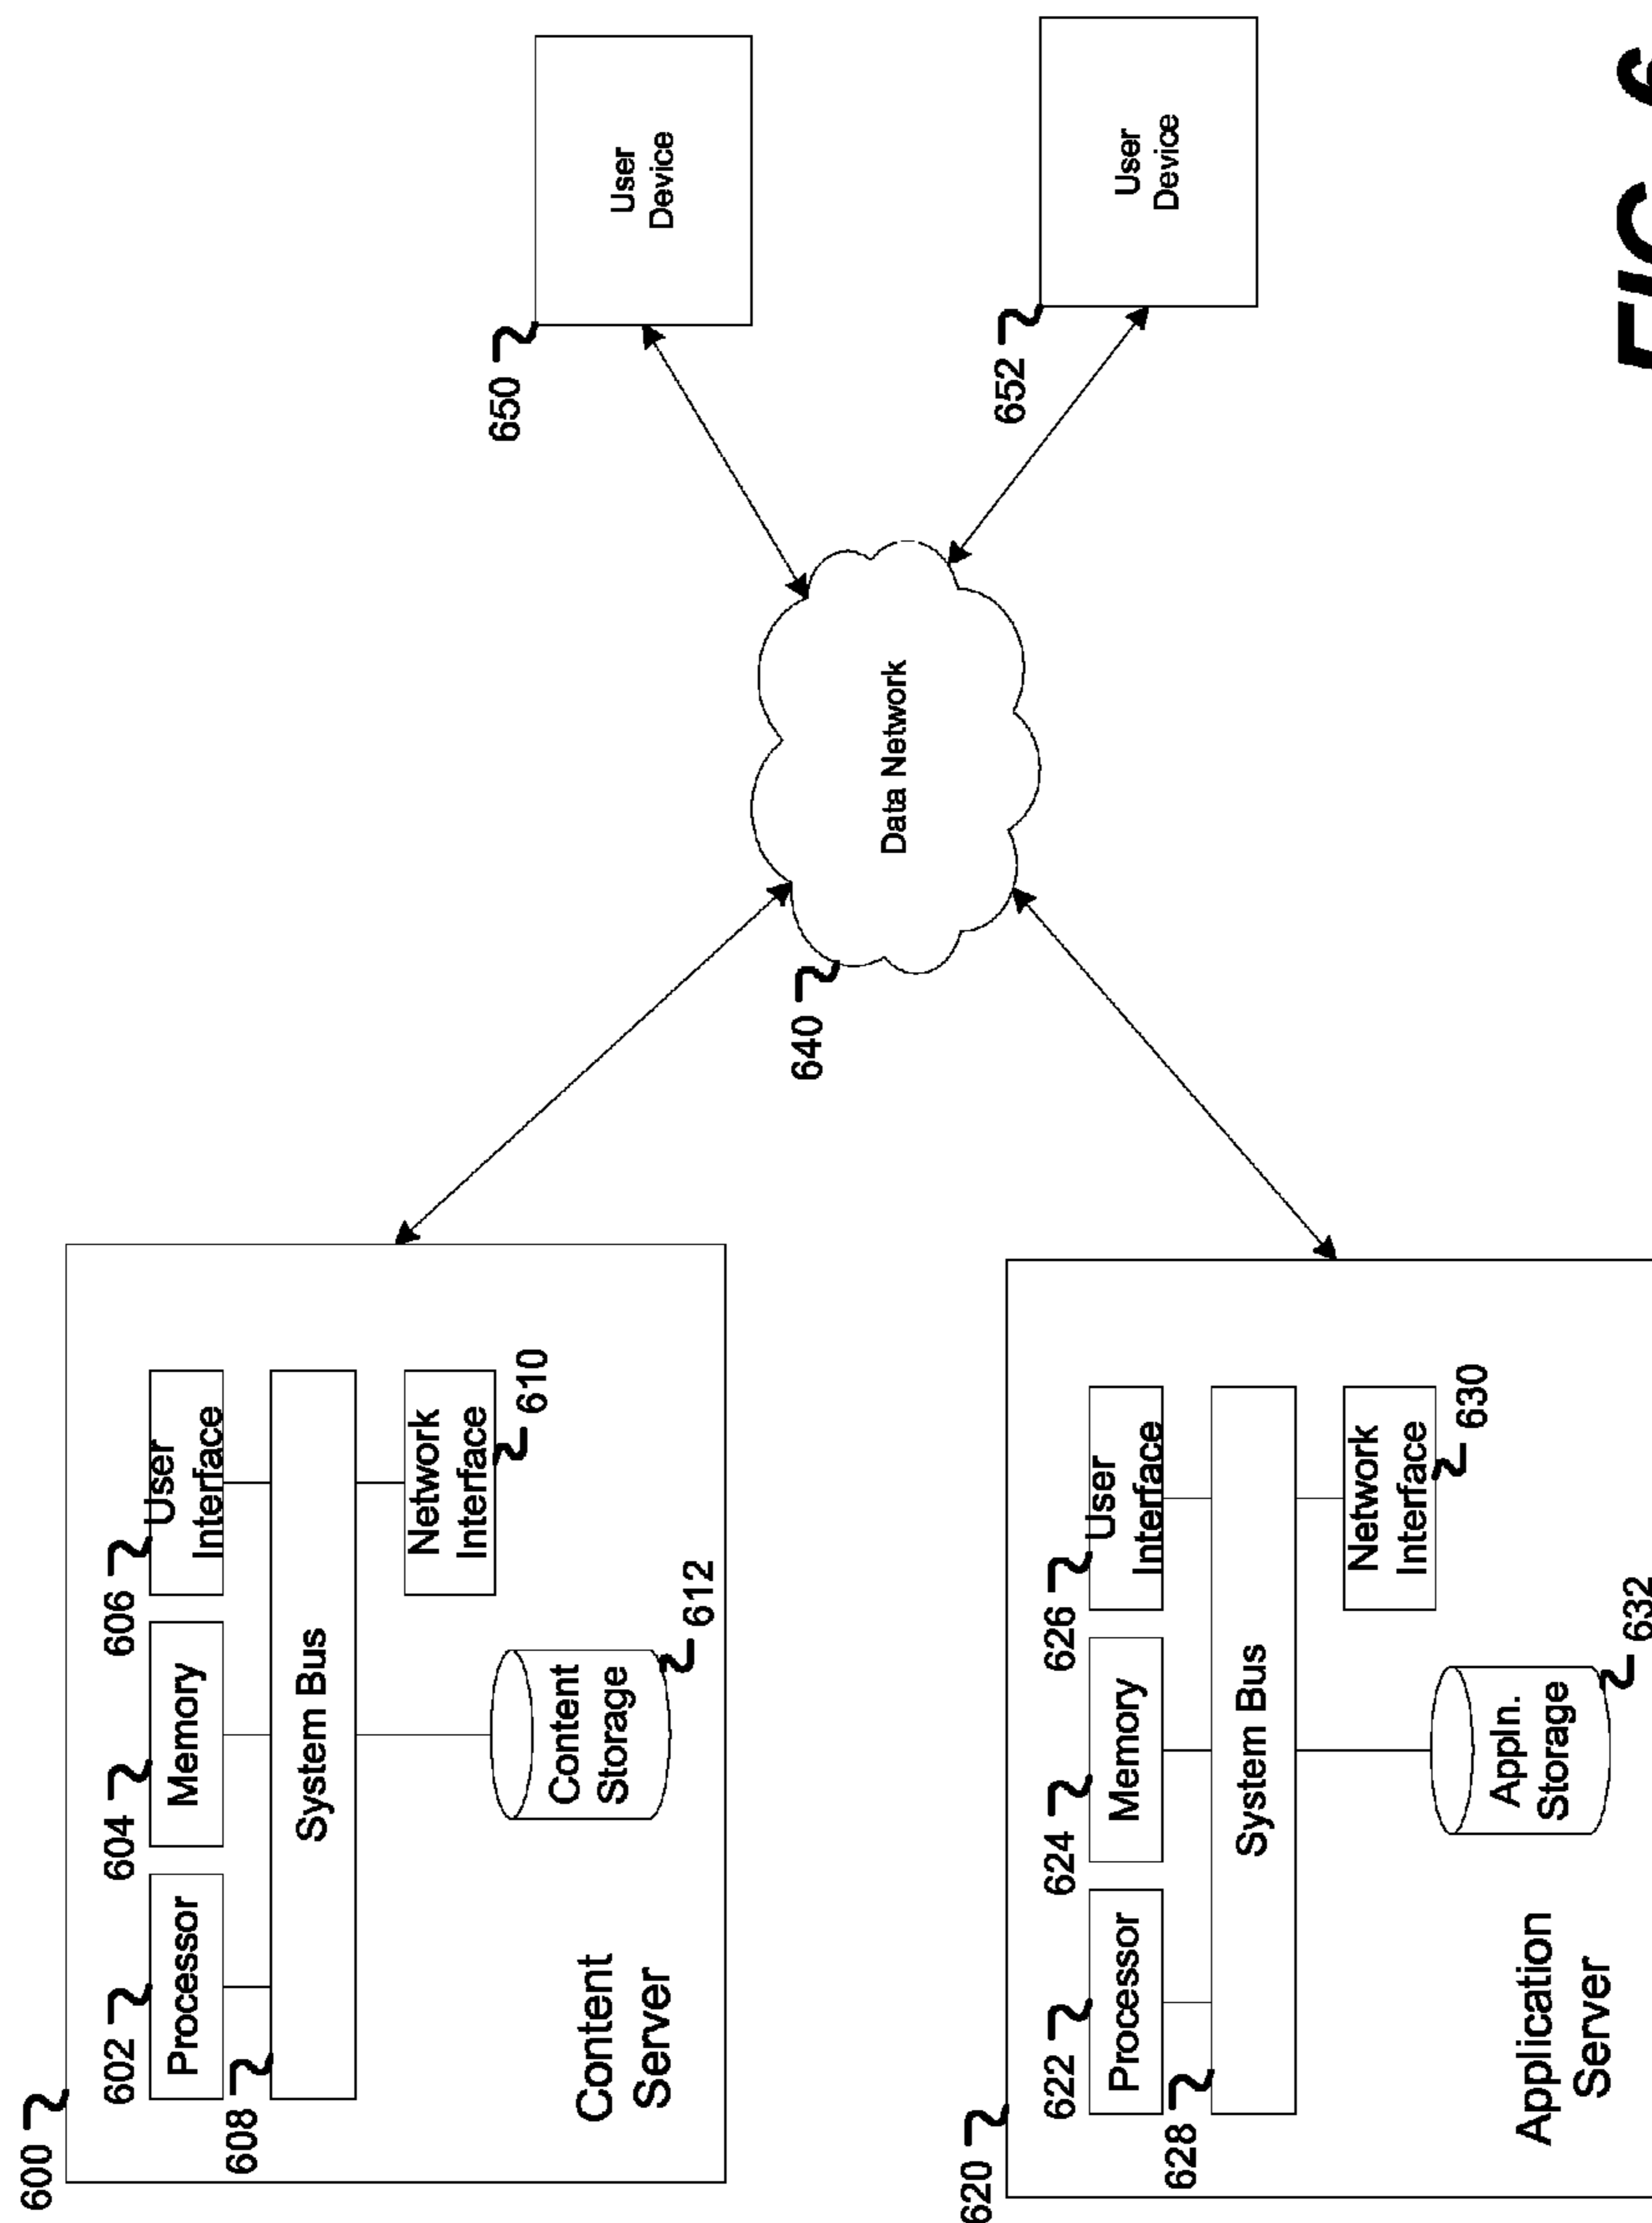 600
602
Processor
604
Memory
606
User
Interface
608
System Bus
Network
Interface
610
Content
Storage
612
Content
Server
620
622
Processor
624
Memory
626
User
Interface
628
System Bus
Network
Interface
630
Appln.
Storage
632
Application
Server
640
Data Network
650
User
Device
652
User
Device